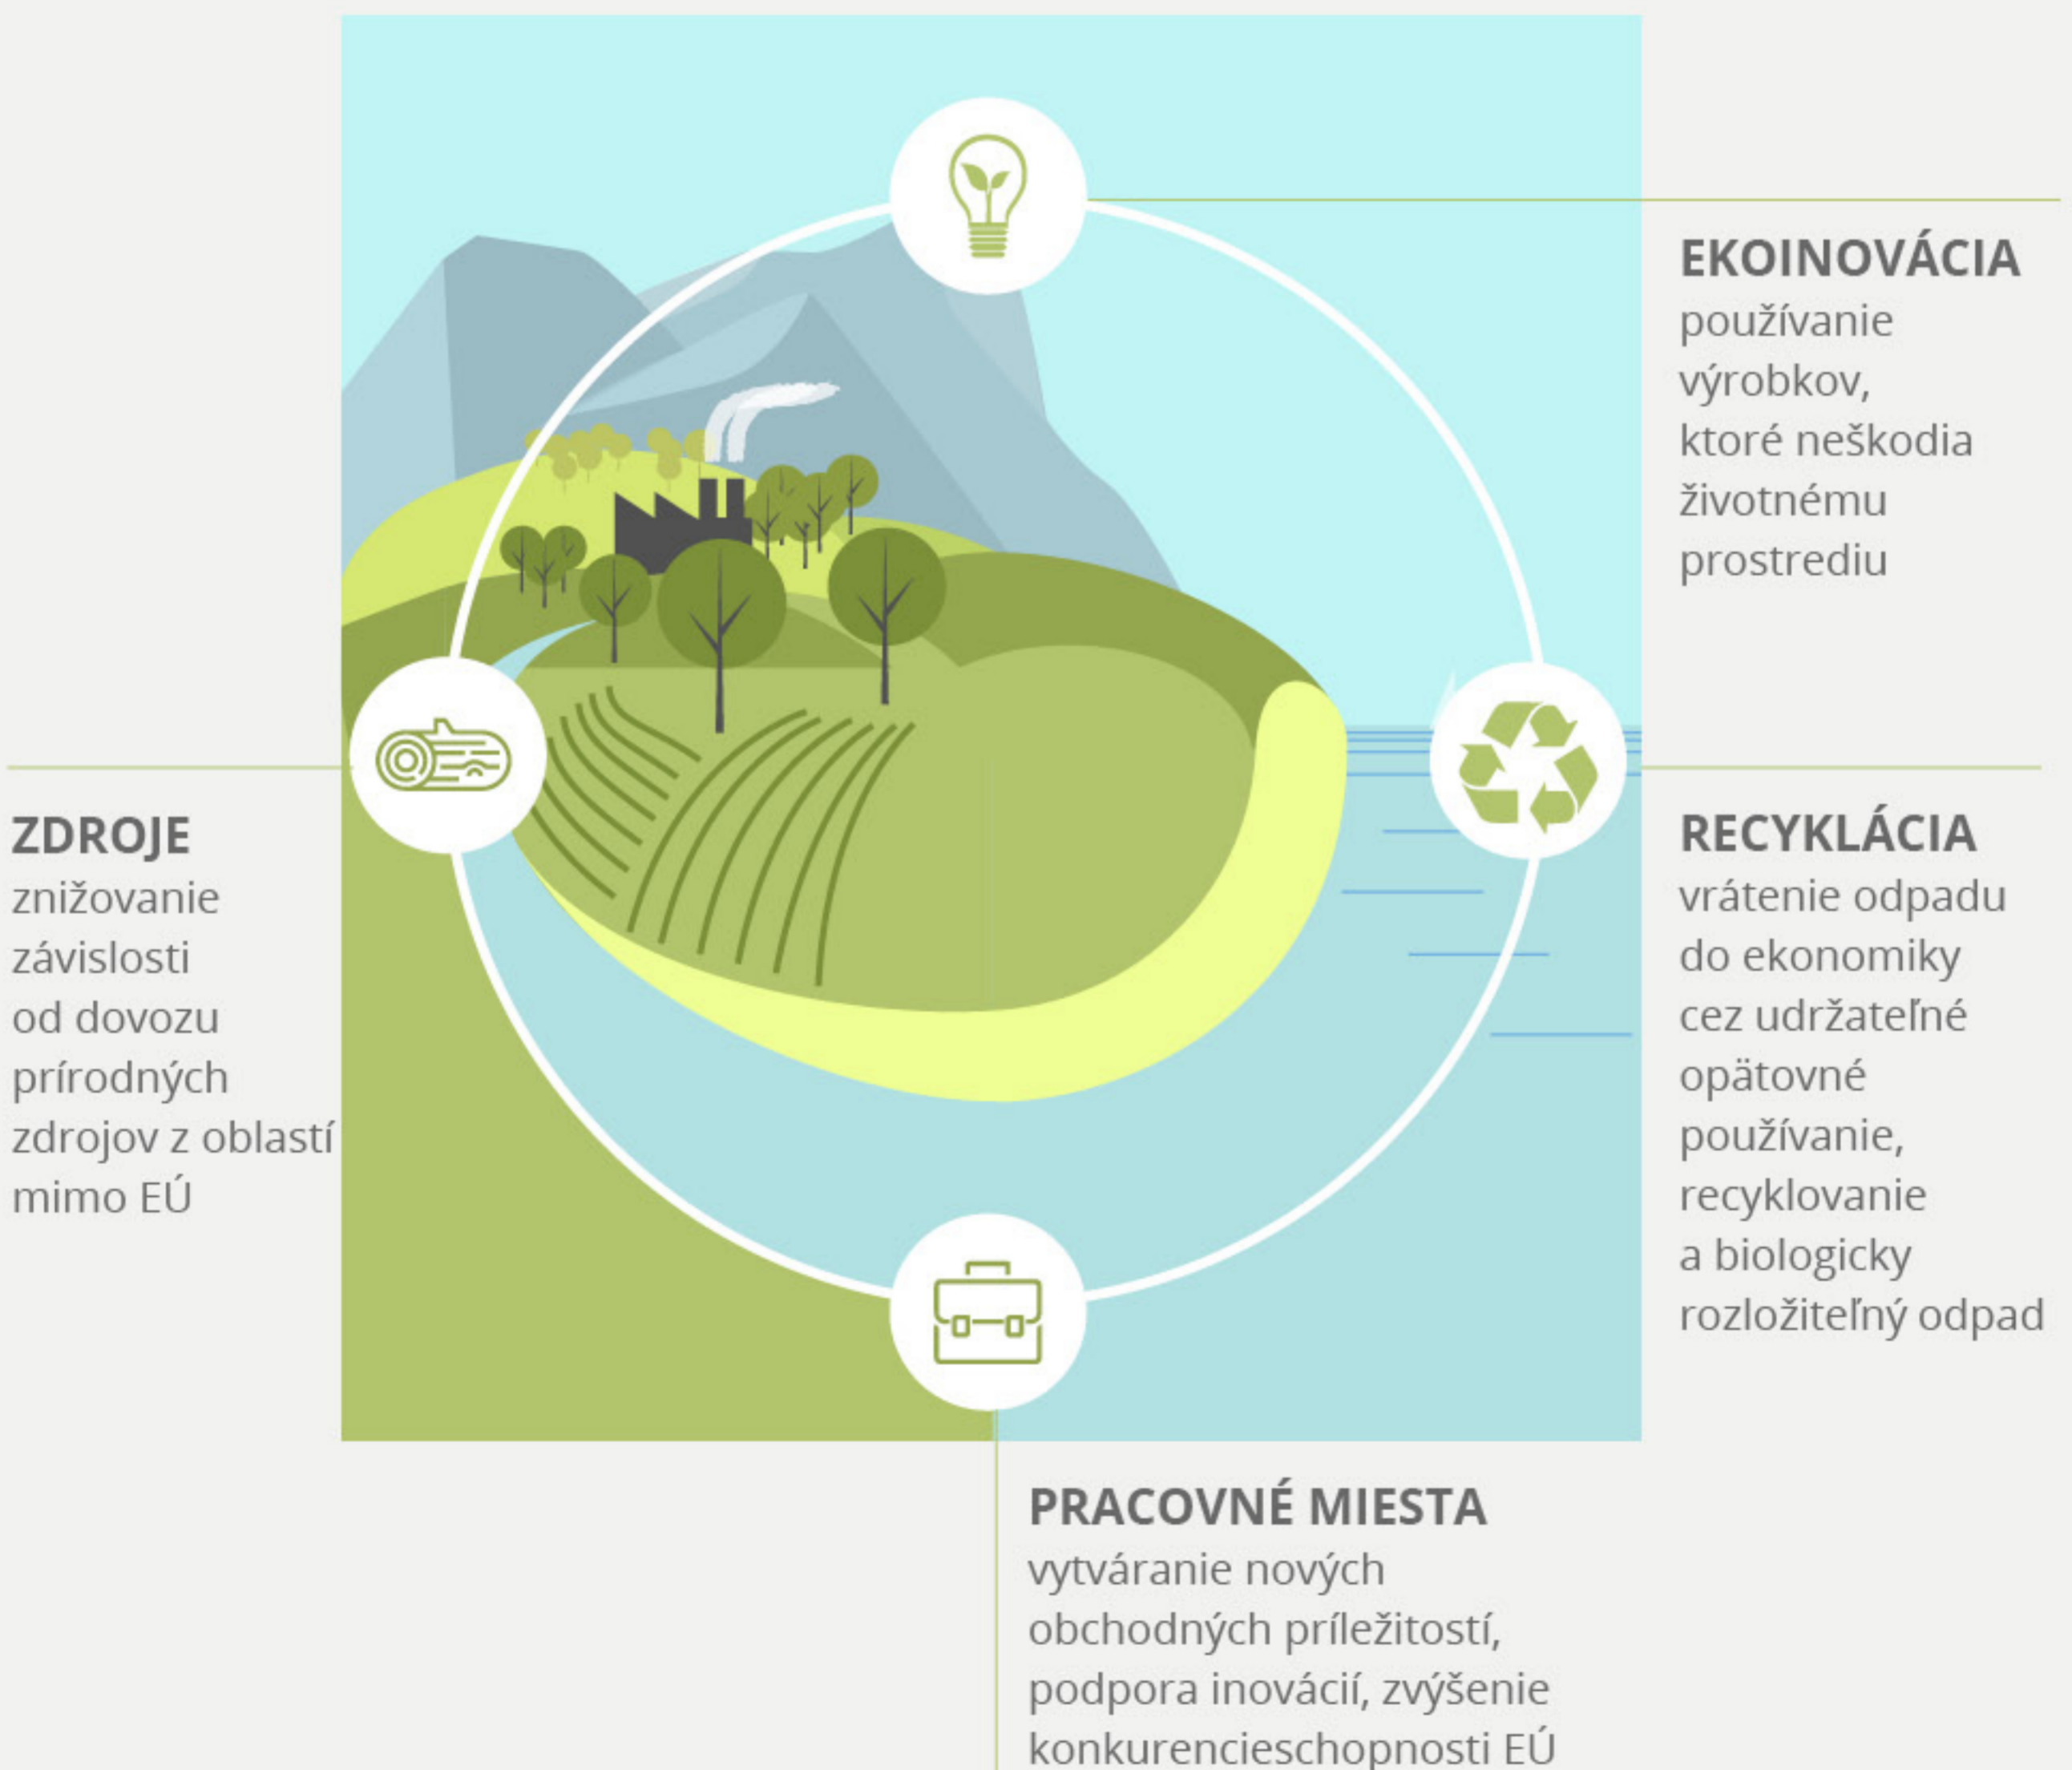 EKOINOVÁCIA
používanie
výrobkov,
ktoré neškodia
životnému
prostrediu
ZDROJE
znižovanie
závislosti
od dovozu
prírodných
zdrojov z oblastí
mimo EÚ
RECYKLÁCIA
vrátenie odpadu
do ekonomiky
cez udržateľné
opätovné
používanie,
recyklovanie
a biologicky
rozložiteľný odpad
PRACOVNÉ MIESTA
vytváranie nových
obchodných príležitostí,
podpora inovácií, zvýšenie
konkurencieschopnosti EÚ